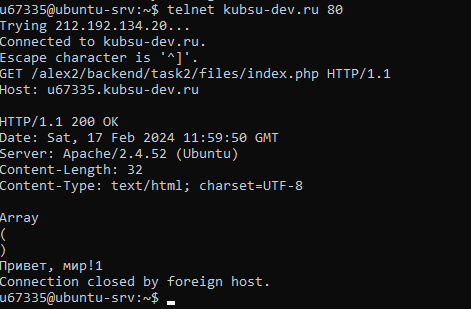 u67335@ubuntu-srv:~$ telnet kubsu-dev.ru 80
Trying 212.192.134.20...
Connected to kubsu-dev.ru.
Escape character is '^]'.
GET /alex2/backend/task2/files/index.php HTTP/1.1
Host: u67335.kubsu-dev.ru

HTTP/1.1 200 OK
Date: Sat, 17 Feb 2024 11:59:50 GMT
Server: Apache/2.4.52 (Ubuntu)
Content-Length: 32
Content-Type: text/html; charset=UTF-8

Array
(
)
Привет, мир!1
Connection closed by foreign host.
u67335@ubuntu-srv:~$